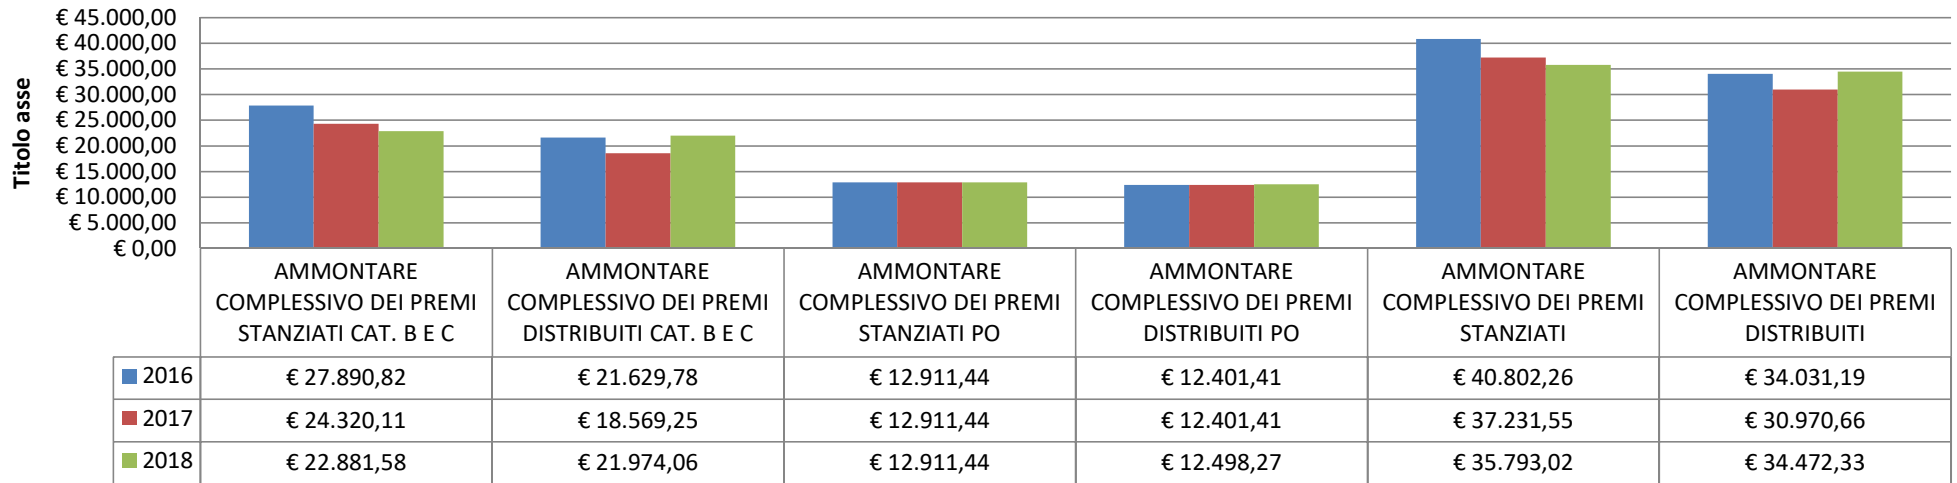 € 45.000,00
€ 40.000,00
€ 35.000,00
€ 30.000,00
€ 25.000,00
€ 20.000,00
€ 15.000,00
€ 10.000,00
€ 5.000,00
€ 0,00
Titolo asse
AMMONTARE
COMPLESSIVO DEI PREMI
STANZIATI CAT. B E C
AMMONTARE
COMPLESSIVO DEI PREMI
DISTRIBUITI CAT. B E C
AMMONTARE
COMPLESSIVO DEI PREMI
STANZIATI PO
AMMONTARE
COMPLESSIVO DEI PREMI
DISTRIBUITI PO
AMMONTARE
COMPLESSIVO DEI PREMI
STANZIATI
AMMONTARE
COMPLESSIVO DEI PREMI
DISTRIBUITI
2016 € 27.890,82 € 21.629,78 € 12.911,44 € 12.401,41 € 40.802,26 € 34.031,19
2017 € 24.320,11 € 18.569,25 € 12.911,44 € 12.401,41 € 37.231,55 € 30.970,66
2018 € 22.881,58 € 21.974,06 € 12.911,44 € 12.498,27 € 35.793,02 € 34.472,33